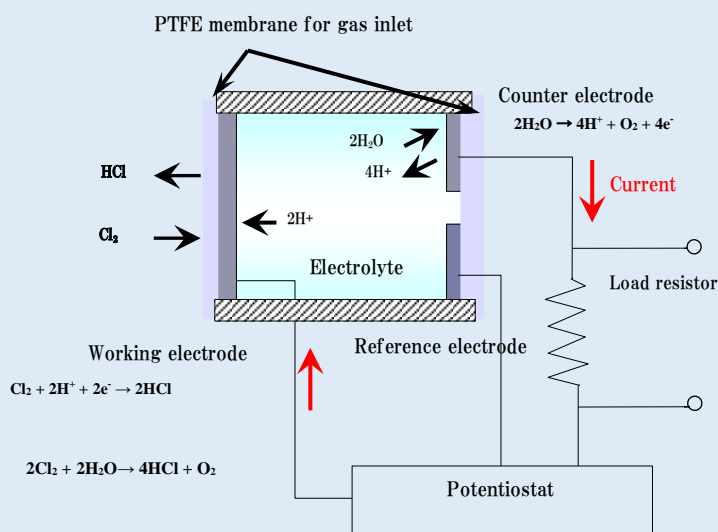 PTFE membrane for gas inlet
Counter electrode
2H₂O → 4H⁺ + O₂ + 4e⁻
2H₂O
4H+
HCl
Current
2H+
Cl₂
Electrolyte
Load resistor
Working electrode
Reference electrode
Cl₂ + 2H⁺ + 2e⁻ → 2HCl
2Cl₂ + 2H₂O → 4HCl + O₂
Potentiostat